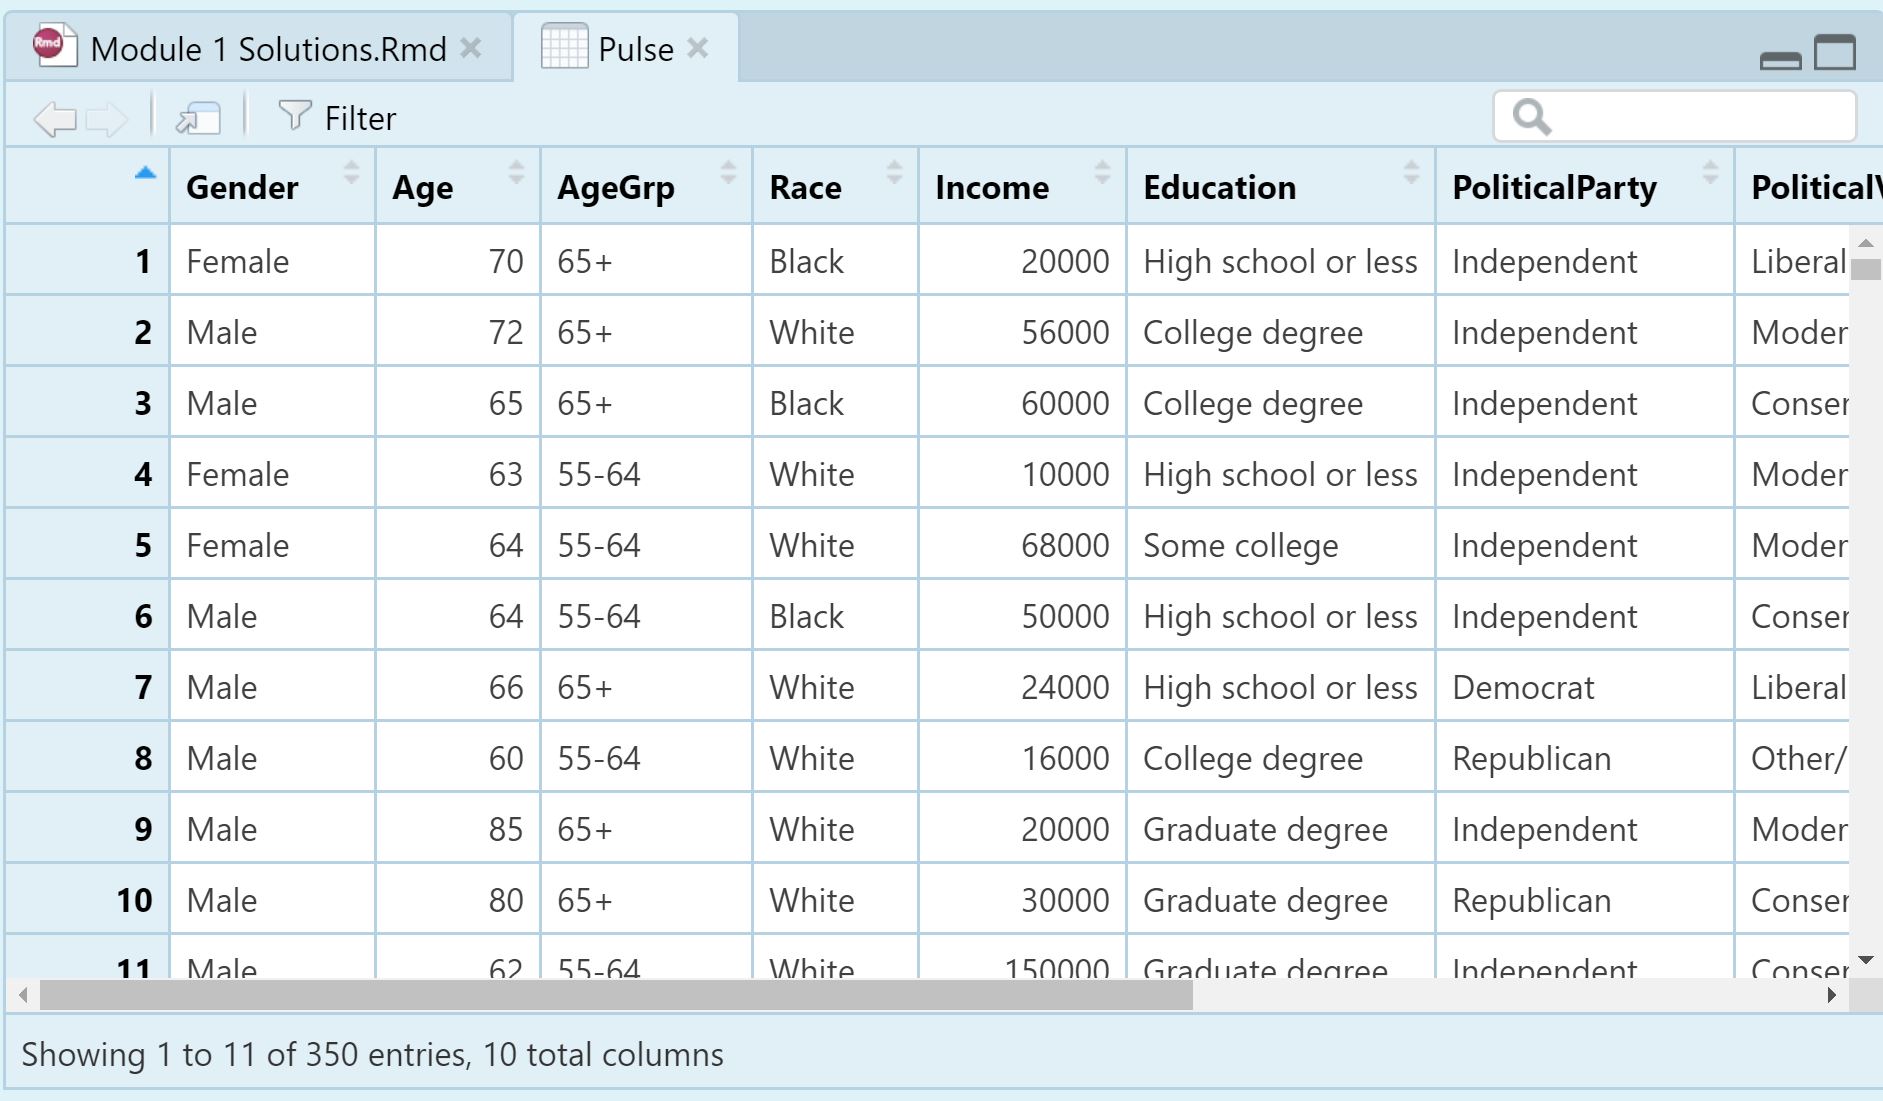 Rmd Module 1 Solutions.Rmd Pulse
Filter
Gender Age AgeGrp Race Income Education PoliticalParty
1 Female 70 65+ Black 20000 High school or less Independent Liberal
2 Male 72 65+ White 56000 College degree Independent Moder
3 Male 65 65+ Black 60000 College degree Independent Conser
4 Female 63 55-64 White 10000 High school or less Independent Moder
5 Female 64 55-64 White 68000 Some college Independent Moder
6 Male 64 55-64 Black 50000 High school or less Independent Conser
7 Male 66 65+ White 24000 High school or less Democrat Liberal
8 Male 60 55-64 White 16000 College degree Republican Other/
9 Male 85 65+ White 20000 Graduate degree Independent Moder
10 Male 80 65+ White 30000 Graduate degree Republican Conser
11 Male 62 55-64 White 150000 Graduate degree Independent Conser
Showing 1 to 11 of 350 entries, 10 total columns